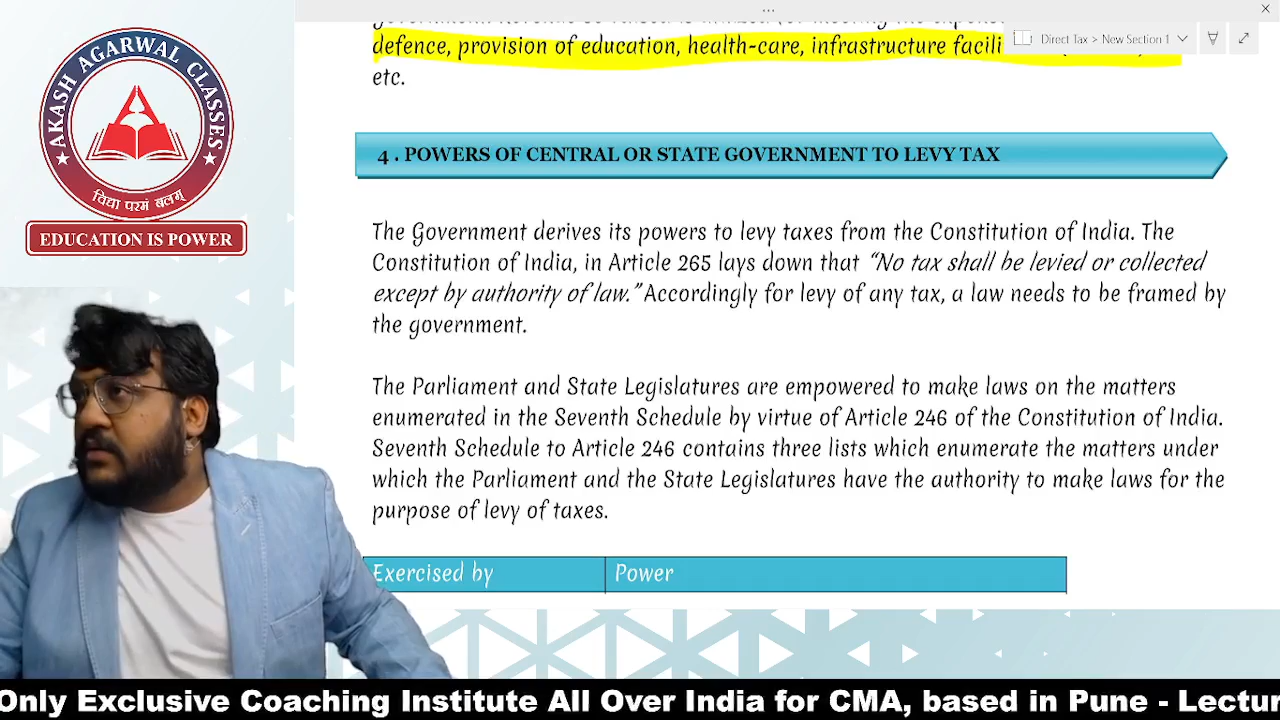 AKASH AGARWAL CLASSES
विद्या परमं बलम्
EDUCATION IS POWER
...
Direct Tax > New Section 1
defence, provision of education, health-care, infrastructure facili
etc.
4 . POWERS OF CENTRAL OR STATE GOVERNMENT TO LEVY TAX
The Government derives its powers to levy taxes from the Constitution of India. The
Constitution of India, in Article 265 lays down that “No tax shall be levied or collected
except by authority of law.” Accordingly for levy of any tax, a law needs to be framed by
the government.
The Parliament and State Legislatures are empowered to make laws on the matters
enumerated in the Seventh Schedule by virtue of Article 246 of the Constitution of India.
Seventh Schedule to Article 246 contains three lists which enumerate the matters under
which the Parliament and the State Legislatures have the authority to make laws for the
purpose of levy of taxes.
Exercised by
Power
Only Exclusive Coaching Institute All Over India for CMA, based in Pune - Lectur